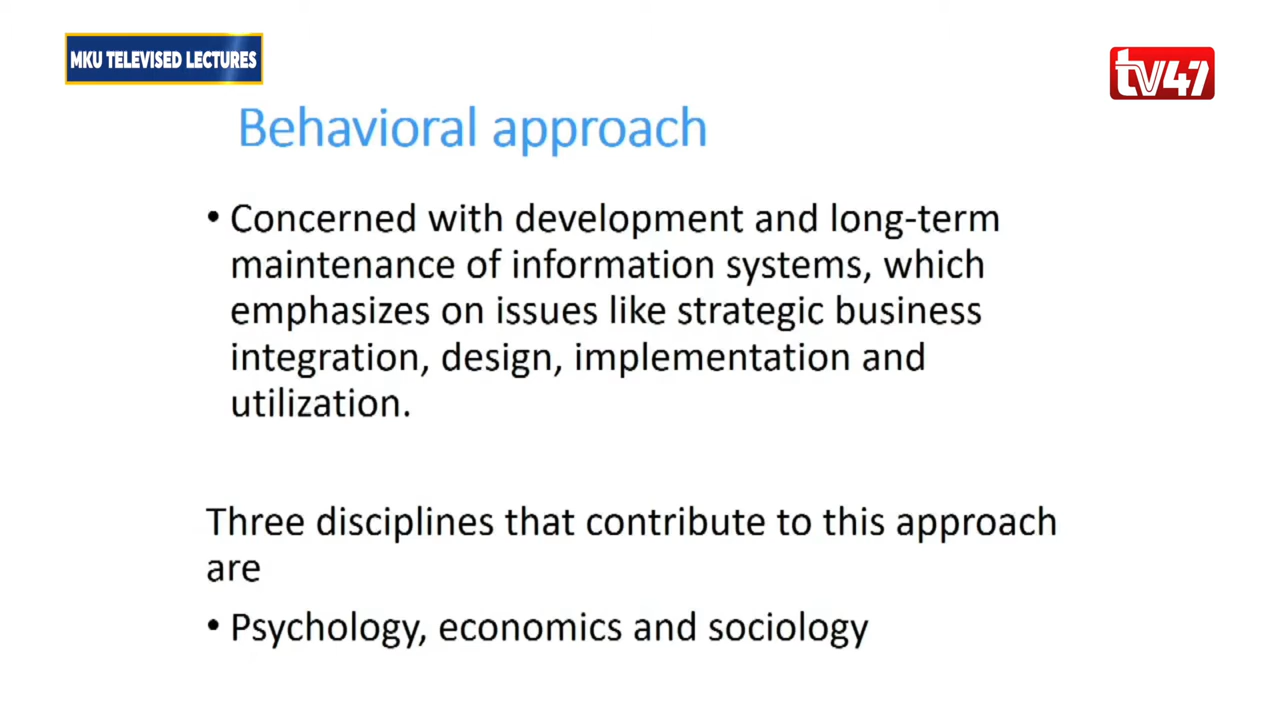 MKU TELEVISED LECTURES
tv47
Behavioral approach
• Concerned with development and long-term
maintenance of information systems, which
emphasizes on issues like strategic business
integration, design, implementation and
utilization.
Three disciplines that contribute to this approach
are
• Psychology, economics and sociology